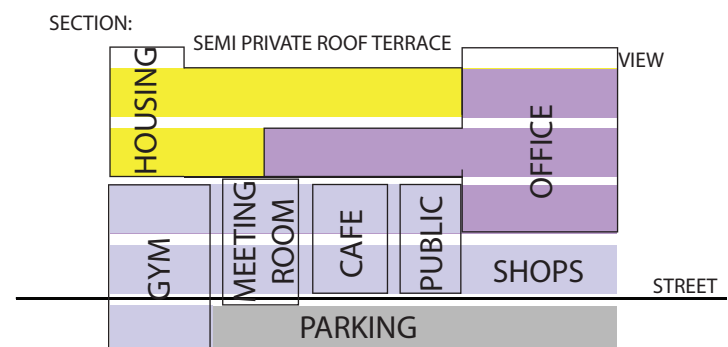 SECTION:
SEMI PRIVATE ROOF TERRACE
VIEW
HOUSING
OFFICE
GYM
MEETING
ROOM
CAFE
PUBLIC
SHOPS
STREET
PARKING